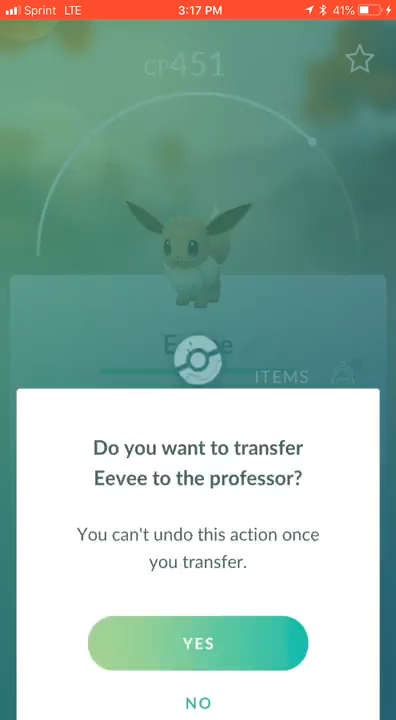 Sprint LTE 3:17 PM 41%
CP451
ITEMS
Do you want to transfer
Eevee to the professor?
You can't undo this action once
you transfer.
YES
NO